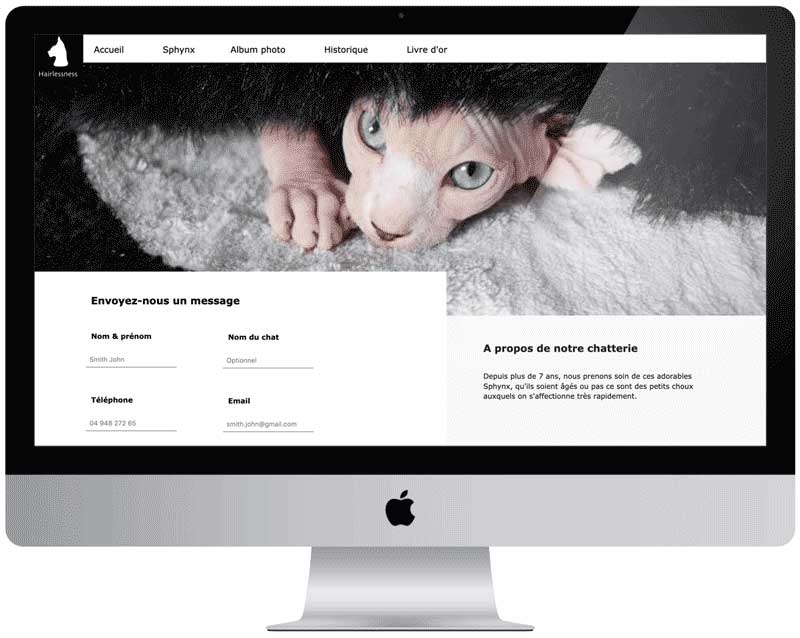 Accueil Sphynx Album photo Historique Livre d'or
Hairlessness
Envoyez-nous un message
Nom & prénom Nom du chat
Smith John Optionnel
Téléphone Email
04 948 272 65 smith.john@gmail.com
A propos de notre chatterie
Depuis plus de 7 ans, nous prenons soin de ces adorables
Sphynx, qu'ils soient âgés ou pas ce sont des petits choux
auxquels on s'affectionne très rapidement.